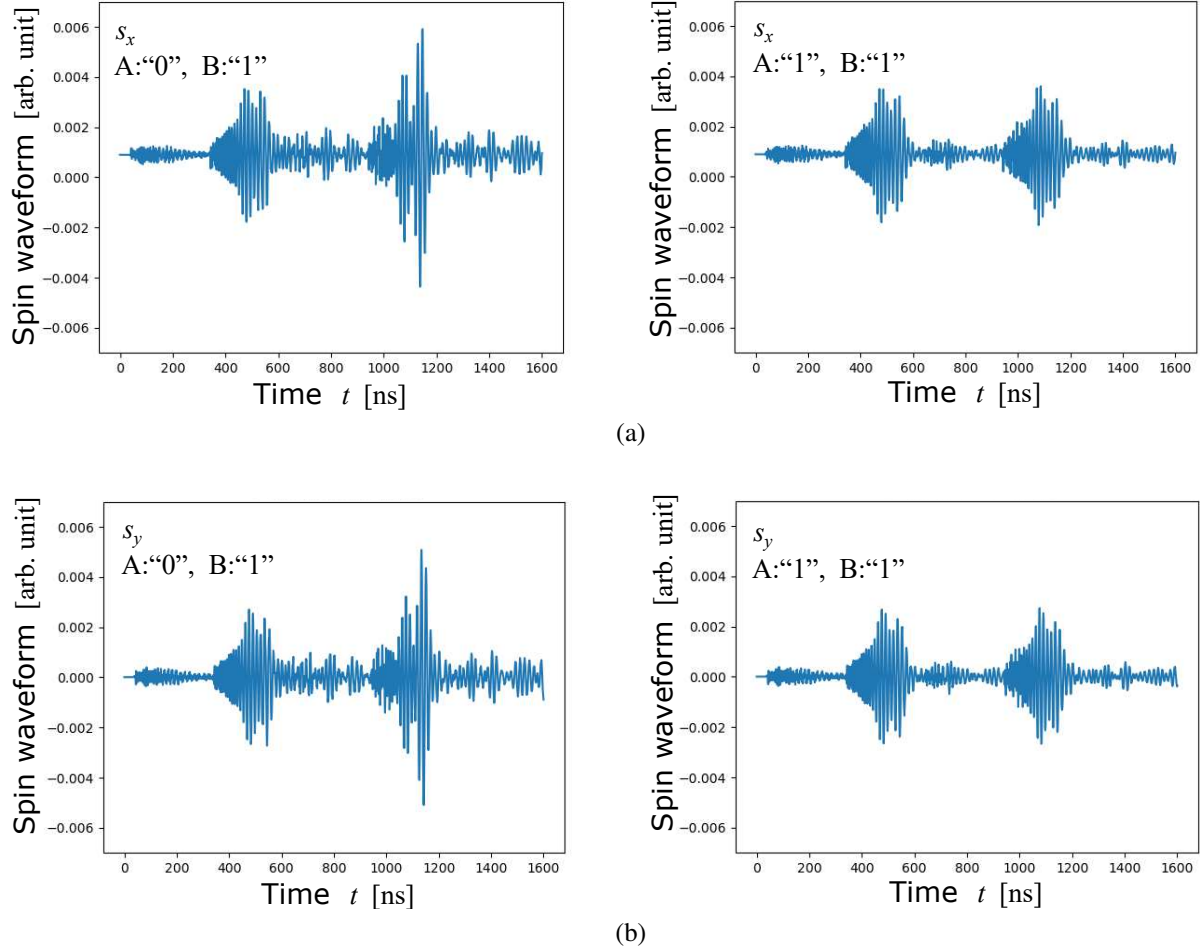 Spin waveform [arb. unit]
0.006
0.004
0.002
0.000
−0.002
−0.004
−0.006
s_x
A:“0”, B:“1”
0 200 400 600 800 1000 1200 1400 1600
Time t [ns]
Spin waveform [arb. unit]
0.006
0.004
0.002
0.000
−0.002
−0.004
−0.006
s_x
A:“1”, B:“1”
0 200 400 600 800 1000 1200 1400 1600
Time t [ns]
(a)
Spin waveform [arb. unit]
0.006
0.004
0.002
0.000
−0.002
−0.004
−0.006
s_y
A:“0”, B:“1”
0 200 400 600 800 1000 1200 1400 1600
Time t [ns]
Spin waveform [arb. unit]
0.006
0.004
0.002
0.000
−0.002
−0.004
−0.006
s_y
A:“1”, B:“1”
0 200 400 600 800 1000 1200 1400 1600
Time t [ns]
(b)